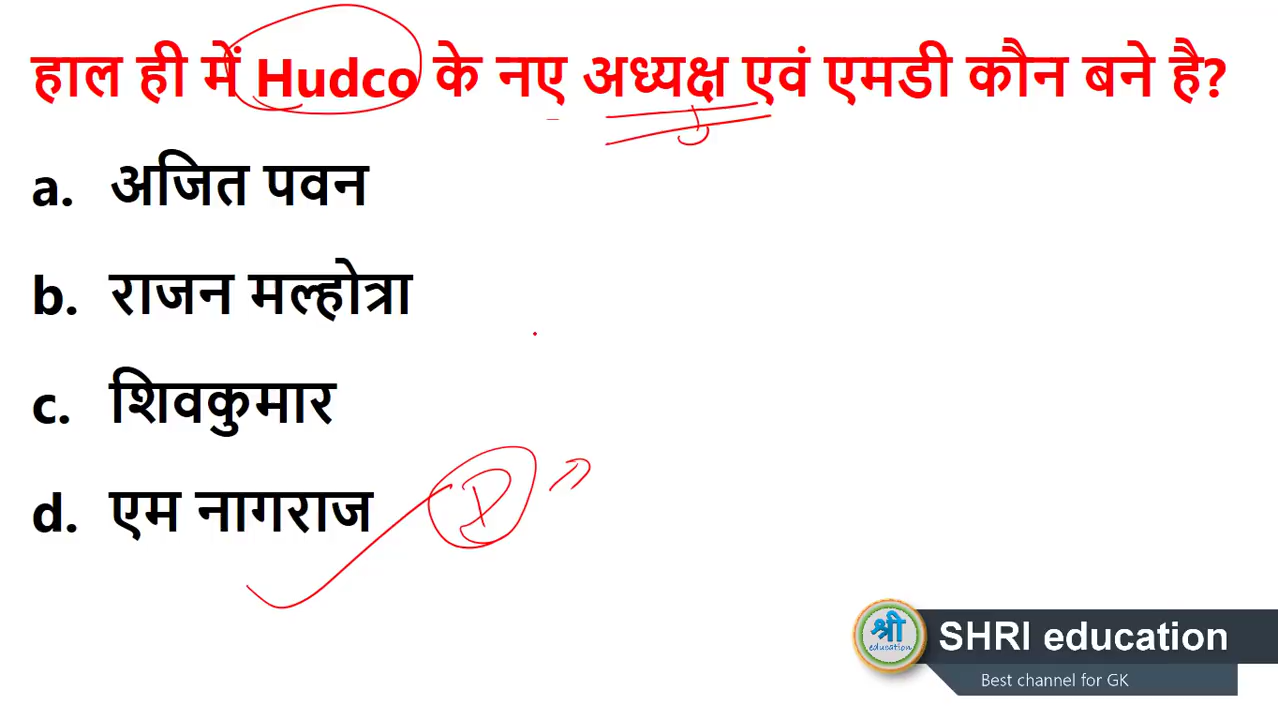 हाल ही में Hudco के नए अध्यक्ष एवं एमडी कौन बने है?
a. अजित पवन
b. राजन मल्होत्रा
c. शिवकुमार
d. एम नागराज
D
श्री
education
SHRI education
Best channel for GK